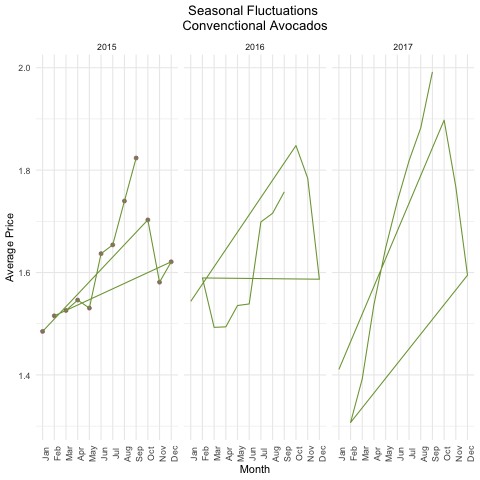 Seasonal Fluctuations
Convenctional Avocados
2015 2016 2017
2.0
1.8
1.6
1.4
Average Price
Jan Feb Mar Apr May Jun Jul Aug Sep Oct Nov Dec Jan Feb Mar Apr May Jun Jul Aug Sep Oct Nov Dec Jan Feb Mar Apr May Jun Jul Aug Sep Oct Nov Dec
Month